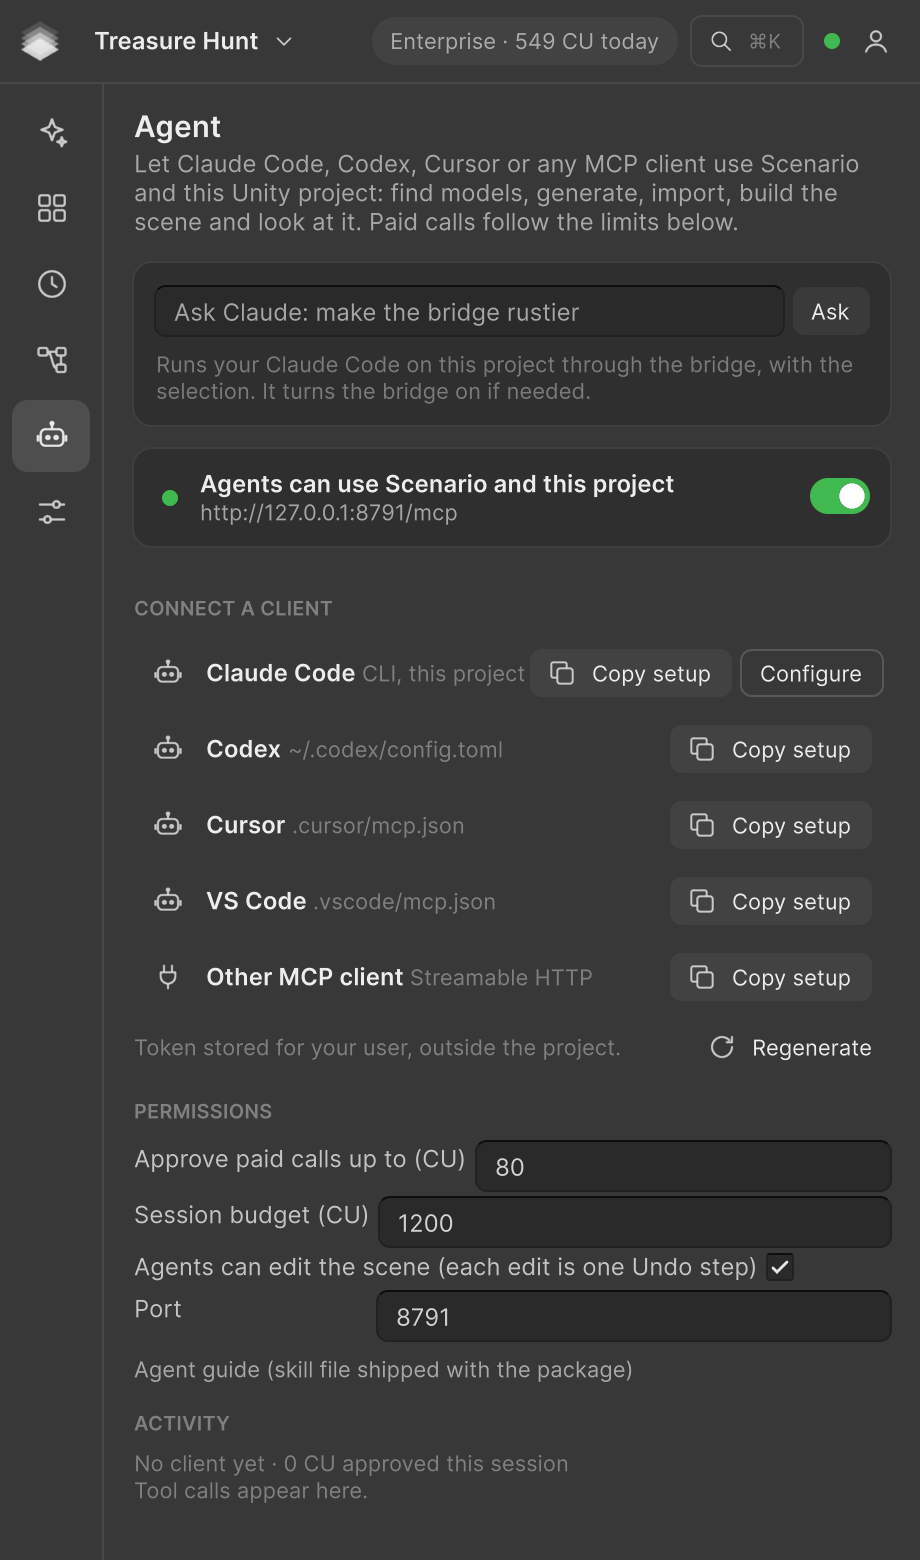 Treasure Hunt
Enterprise · 549 CU today
⌘K
Agent
Let Claude Code, Codex, Cursor or any MCP client use Scenario
and this Unity project: find models, generate, import, build the
scene and look at it. Paid calls follow the limits below.
Ask Claude: make the bridge rustier
Ask
Runs your Claude Code on this project through the bridge, with the
selection. It turns the bridge on if needed.
Agents can use Scenario and this project
http://127.0.0.1:8791/mcp
CONNECT A CLIENT
Claude Code CLI, this project Copy setup Configure
Codex ~/.codex/config.toml Copy setup
Cursor .cursor/mcp.json Copy setup
VS Code .vscode/mcp.json Copy setup
Other MCP client Streamable HTTP Copy setup
Token stored for your user, outside the project. Regenerate
PERMISSIONS
Approve paid calls up to (CU) 80
Session budget (CU) 1200
Agents can edit the scene (each edit is one Undo step)
Port 8791
Agent guide (skill file shipped with the package)
ACTIVITY
No client yet · 0 CU approved this session
Tool calls appear here.